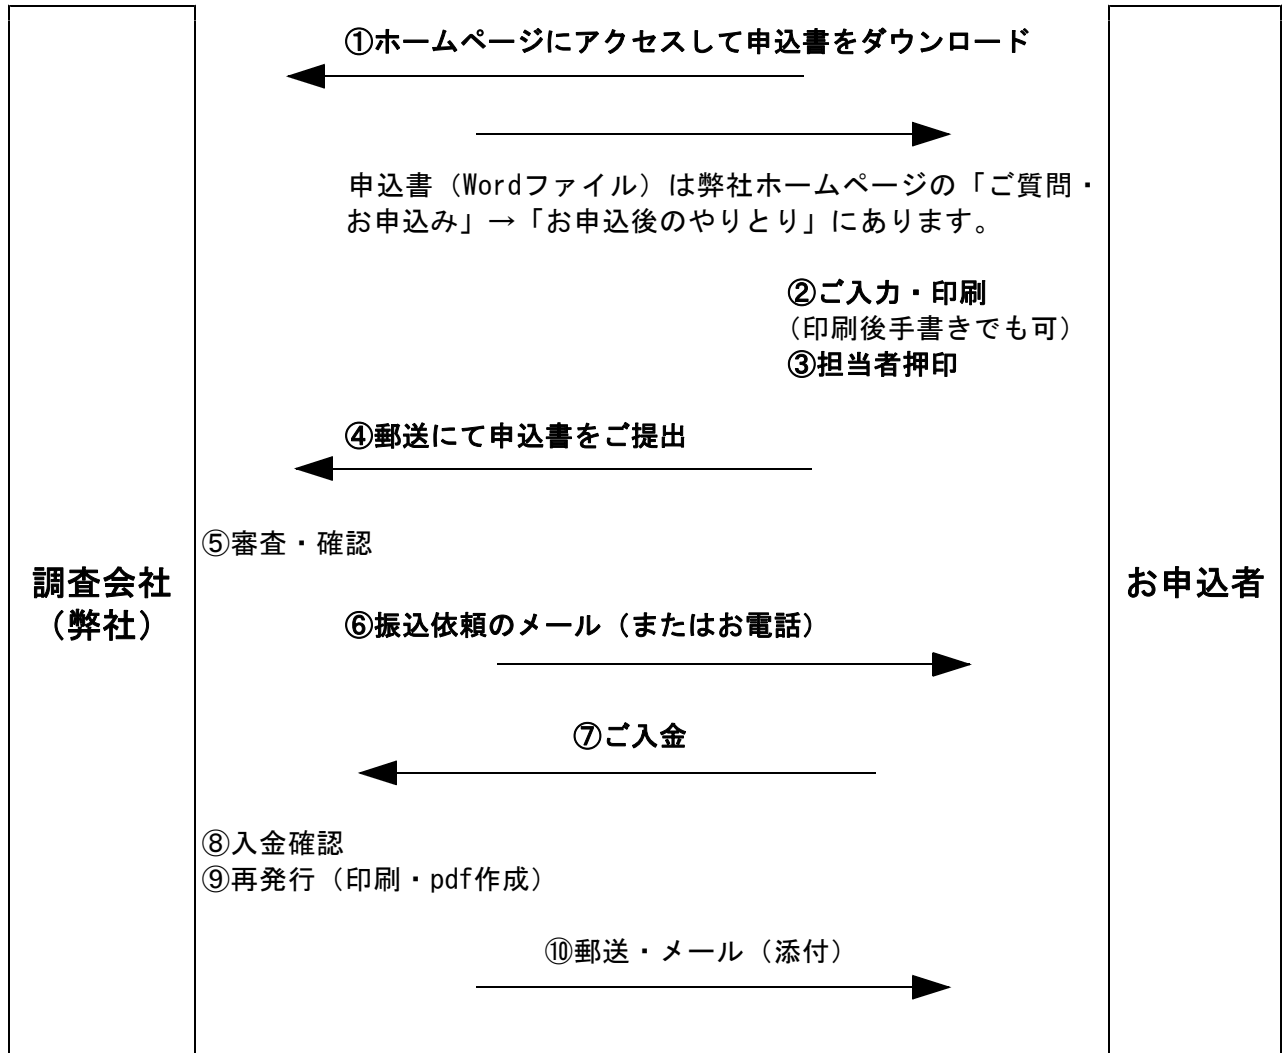 ①ホームページにアクセスして申込書をダウンロード
申込書（Wordファイル）は弊社ホームページの「ご質問・
お申込み」→「お申込後のやりとり」にあります。
②ご入力・印刷
（印刷後手書きでも可）
③担当者押印
④郵送にて申込書をご提出
⑤審査・確認
調査会社
（弊社）
お申込者
⑥振込依頼のメール（またはお電話）
⑦ご入金
⑧入金確認
⑨再発行（印刷・pdf作成）
⑩郵送・メール（添付）